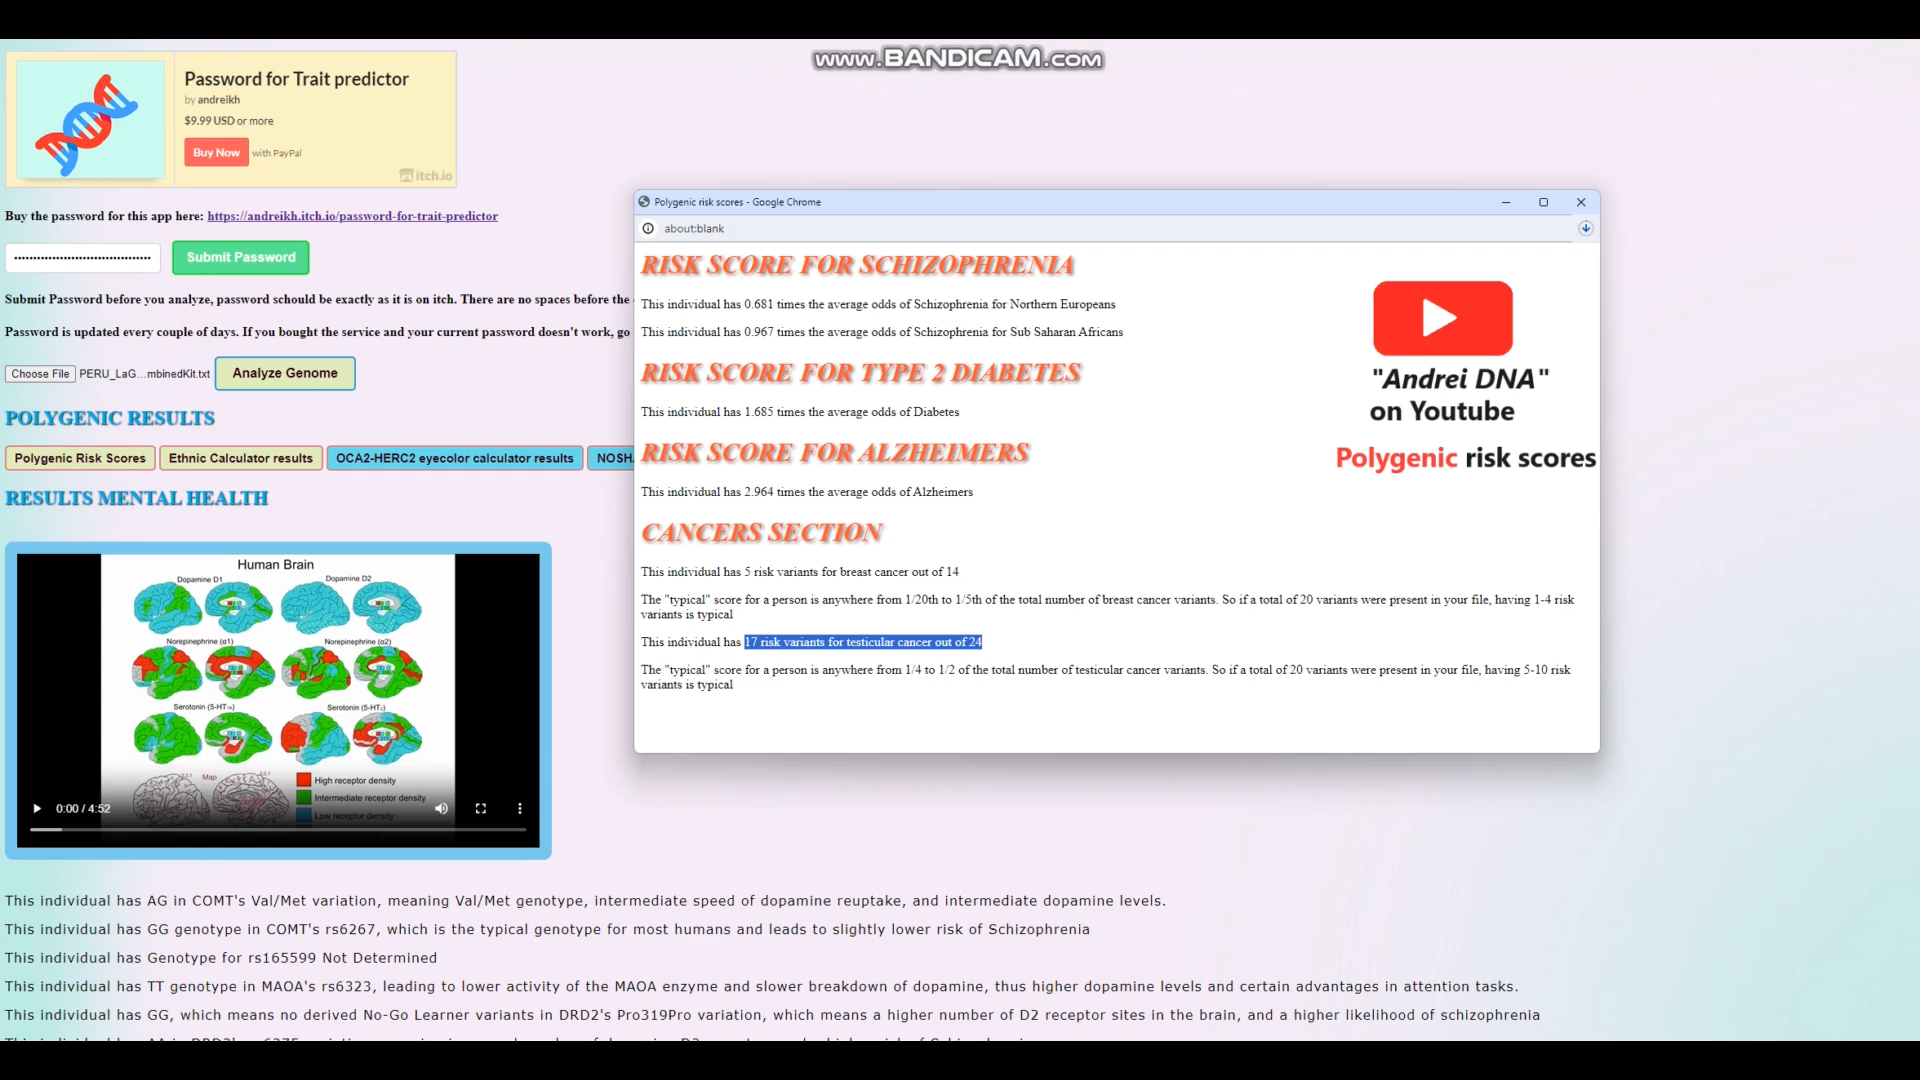 www.BANDICAM.com
Password for Trait predictor
by andreikh
$9.99 USD or more
Buy Now with PayPal
itch.io
Buy the password for this app here: https://andreikh.itch.io/password-for-trait-predictor
Submit Password
Submit Password before you analyze, password schould be exactly as it is on itch. There are no spaces before the
Password is updated every couple of days. If you bought the service and your current password doesn't work, go
Choose File PERU_LaG...mbinedKit.txt Analyze Genome
POLYGENIC RESULTS
Polygenic Risk Scores Ethnic Calculator results OCA2-HERC2 eyecolor calculator results NOSHA
RESULTS MENTAL HEALTH
Human Brain
Dopamine D1 Dopamine D2
Norepinephrine (α1) Norepinephrine (α2)
Serotonin (5-HT1A) Serotonin (5-HT2)
Map
High receptor density
Intermediate receptor density
Low receptor density
0:00 / 4:52
Polygenic risk scores - Google Chrome
about:blank
RISK SCORE FOR SCHIZOPHRENIA
This individual has 0.681 times the average odds of Schizophrenia for Northern Europeans
This individual has 0.967 times the average odds of Schizophrenia for Sub Saharan Africans
RISK SCORE FOR TYPE 2 DIABETES
This individual has 1.685 times the average odds of Diabetes
RISK SCORE FOR ALZHEIMERS
This individual has 2.964 times the average odds of Alzheimers
CANCERS SECTION
This individual has 5 risk variants for breast cancer out of 14
The "typical" score for a person is anywhere from 1/20th to 1/5th of the total number of breast cancer variants. So if a total of 20 variants were present in your file, having 1-4 risk
variants is typical
This individual has 17 risk variants for testicular cancer out of 24
The "typical" score for a person is anywhere from 1/4 to 1/2 of the total number of testicular cancer variants. So if a total of 20 variants were present in your file, having 5-10 risk
variants is typical
"Andrei DNA"
on Youtube
Polygenic risk scores
This individual has AG in COMT's Val/Met variation, meaning Val/Met genotype, intermediate speed of dopamine reuptake, and intermediate dopamine levels.
This individual has GG genotype in COMT's rs6267, which is the typical genotype for most humans and leads to slightly lower risk of Schizophrenia
This individual has Genotype for rs165599 Not Determined
This individual has TT genotype in MAOA's rs6323, leading to lower activity of the MAOA enzyme and slower breakdown of dopamine, thus higher dopamine levels and certain advantages in attention tasks.
This individual has GG, which means no derived No-Go Learner variants in DRD2's Pro319Pro variation, which means a higher number of D2 receptor sites in the brain, and a higher likelihood of schizophrenia